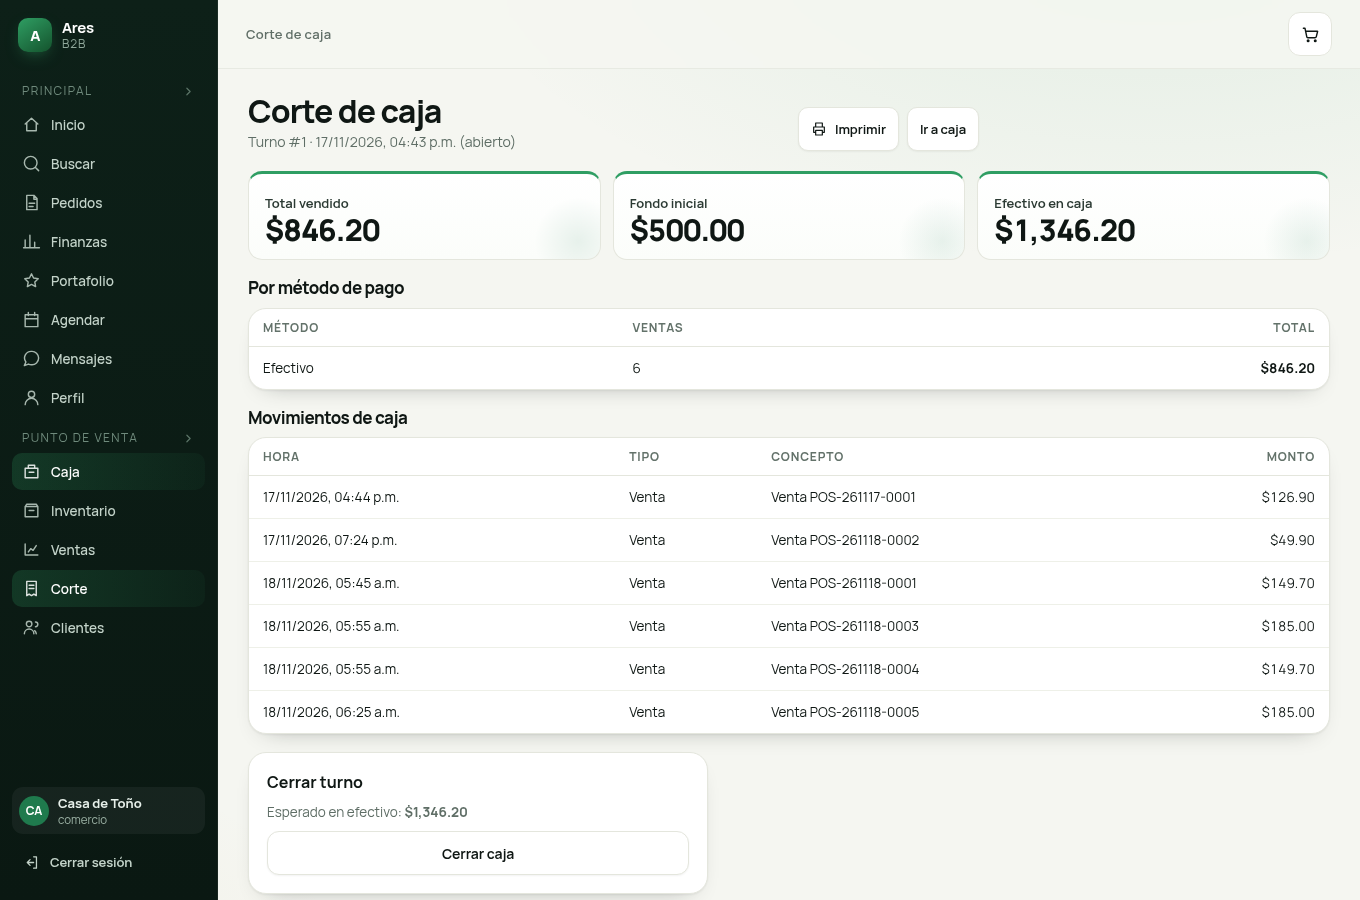 A
Ares
B2B
PRINCIPAL
Inicio
Buscar
Pedidos
Finanzas
Portafolio
Agendar
Mensajes
Perfil
PUNTO DE VENTA
Caja
Inventario
Ventas
Corte
Clientes
CA
Casa de Toño
comercio
Cerrar sesión
Corte de caja
Corte de caja
Turno #1 · 17/11/2026, 04:43 p.m. (abierto)
Imprimir
Ir a caja
Total vendido
$846.20
Fondo inicial
$500.00
Efectivo en caja
$1,346.20
Por método de pago
MÉTODO VENTAS TOTAL
Efectivo 6 $846.20
Movimientos de caja
HORA TIPO CONCEPTO MONTO
17/11/2026, 04:44 p.m. Venta Venta POS-261117-0001 $126.90
17/11/2026, 07:24 p.m. Venta Venta POS-261118-0002 $49.90
18/11/2026, 05:45 a.m. Venta Venta POS-261118-0001 $149.70
18/11/2026, 05:55 a.m. Venta Venta POS-261118-0003 $185.00
18/11/2026, 05:55 a.m. Venta Venta POS-261118-0004 $149.70
18/11/2026, 06:25 a.m. Venta Venta POS-261118-0005 $185.00
Cerrar turno
Esperado en efectivo: $1,346.20
Cerrar caja